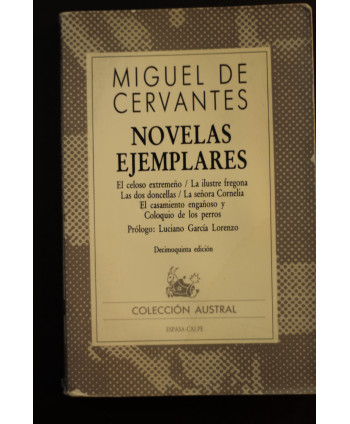 MIGUEL DE
CERVANTES
NOVELAS
EJEMPLARES
El celoso extremeño / La ilustre fregona
Las dos doncellas / La señora Cornelia
El casamiento engañoso y
Coloquio de los perros
Prólogo: Luciano García Lorenzo
Decimoquinta edición
COLECCIÓN AUSTRAL
ESPASA-CALPE